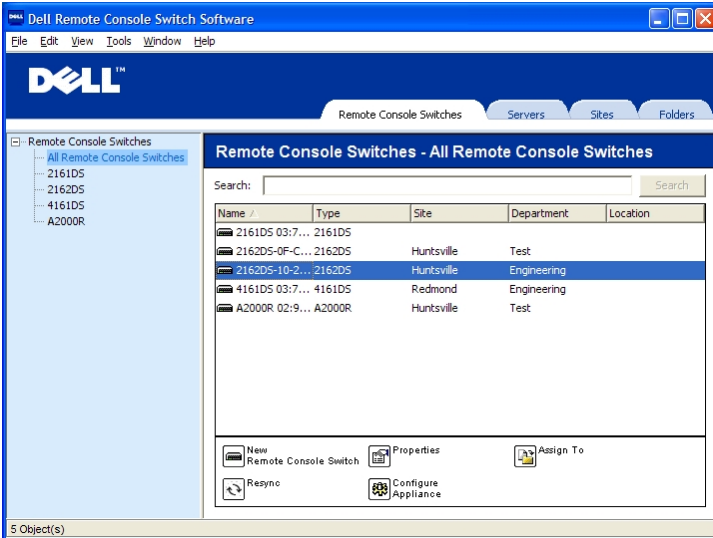 Dell Remote Console Switch Software
File Edit View Tools Window Help
DELL™
Remote Console Switches Servers Sites Folders
Remote Console Switches
All Remote Console Switches
2161DS
2162DS
4161DS
A2000R
Remote Console Switches - All Remote Console Switches
Search: Search
Name Type Site Department Location
2161DS 03:7... 2161DS
2162DS-0F-C... 2162DS Huntsville Test
2162DS-10-2... 2162DS Huntsville Engineering
4161DS 03:7... 4161DS Redmond Engineering
A2000R 02:9... A2000R Huntsville Test
New Remote Console Switch
Properties
Assign To
Resync
Configure Appliance
5 Object(s)